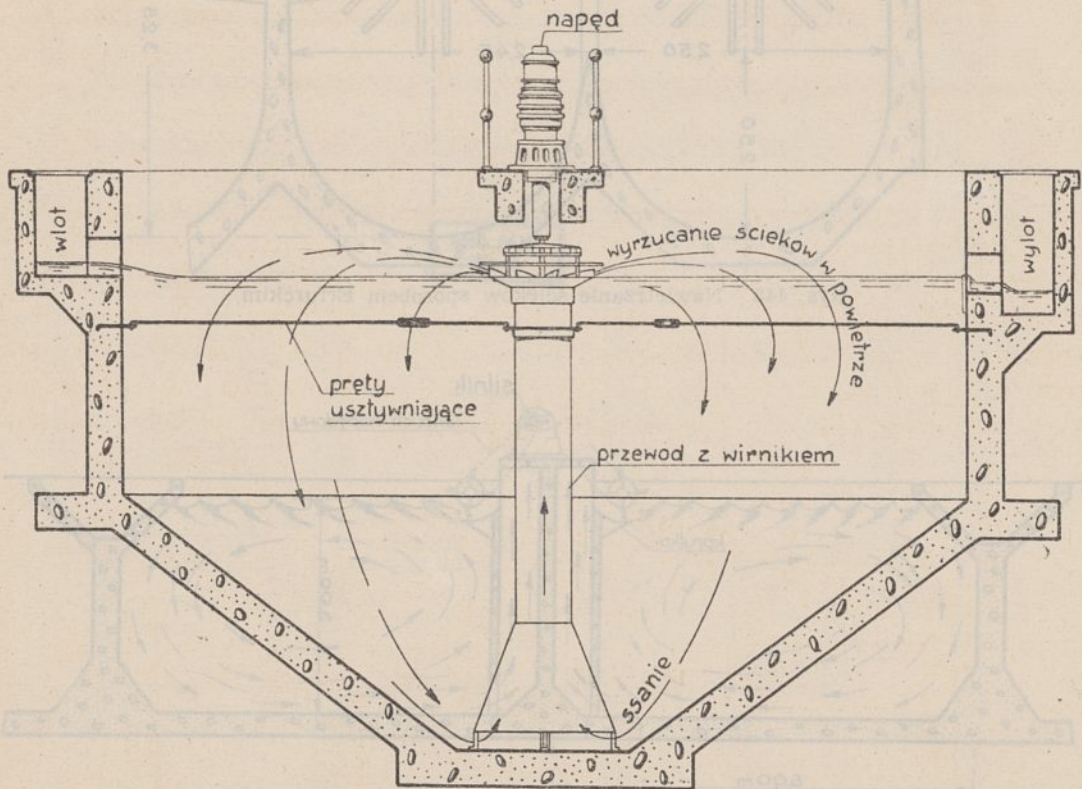 napęd
wlot
wyrzucanie ścieków w powietrze
wylot
pręty
usztywniające
przewód z wirnikiem
ssanie